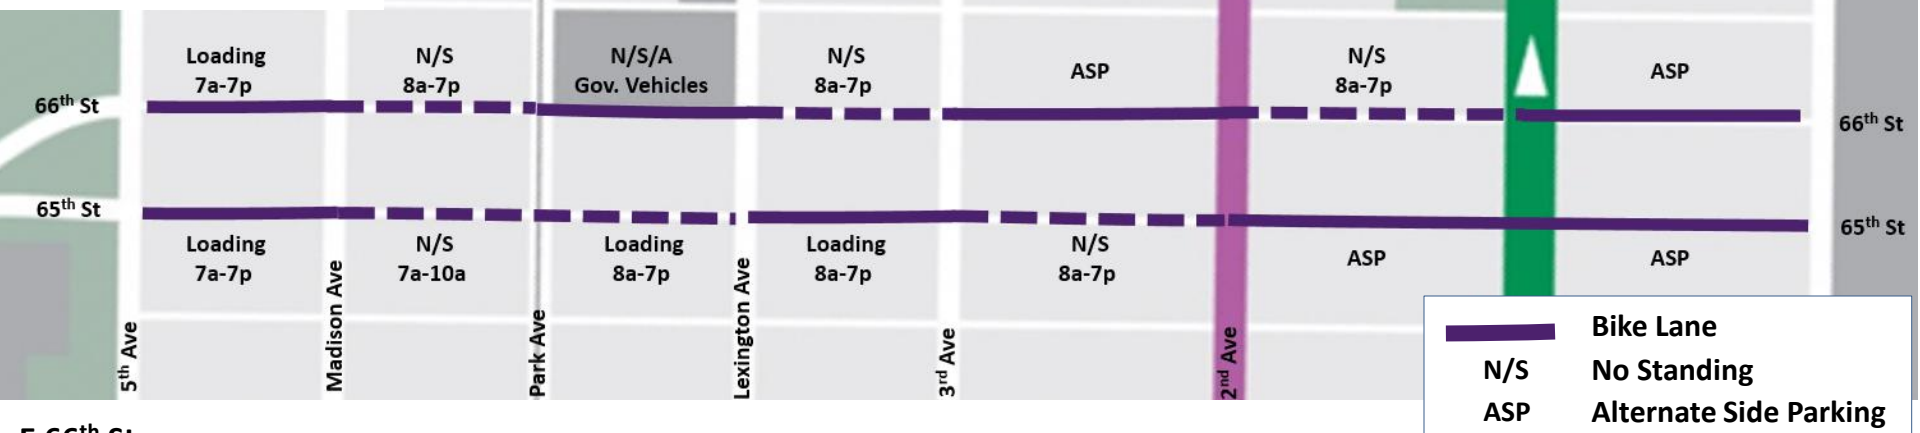 Loading
7a-7p
N/S
8a-7p
N/S/A
Gov. Vehicles
N/S
8a-7p
ASP
N/S
8a-7p
ASP
66th St
66th St
65th St
65th St
Loading
7a-7p
N/S
7a-10a
Loading
8a-7p
Loading
8a-7p
N/S
8a-7p
ASP
ASP
5th Ave
Madison Ave
Park Ave
Lexington Ave
3rd Ave
2nd Ave
Bike Lane
N/S No Standing
ASP Alternate Side Parking
E 66th St